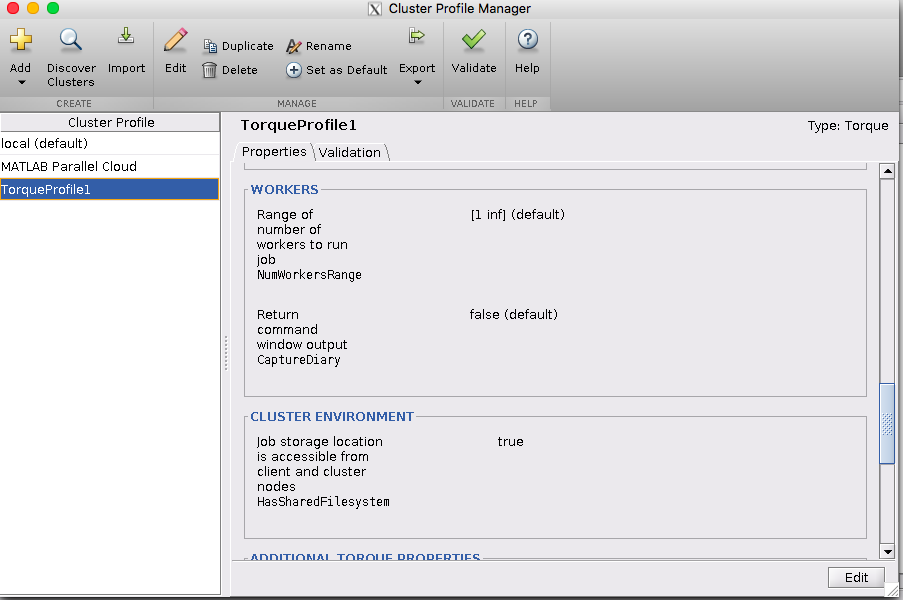 Cluster Profile Manager
Add
Discover
Clusters
Import
Edit
Duplicate
Delete
Rename
Set as Default
Export
Validate
Help
CREATE
MANAGE
VALIDATE
HELP
Cluster Profile
local (default)
MATLAB Parallel Cloud
TorqueProfile1
TorqueProfile1
Type: Torque
Properties
Validation
WORKERS
Range of [1 inf] (default)
number of
workers to run
job
NumWorkersRange
Return false (default)
command
window output
CaptureDiary
CLUSTER ENVIRONMENT
Job storage location true
is accessible from
client and cluster
nodes
HasSharedFilesystem
ADDITIONAL TORQUE PROPERTIES
Edit